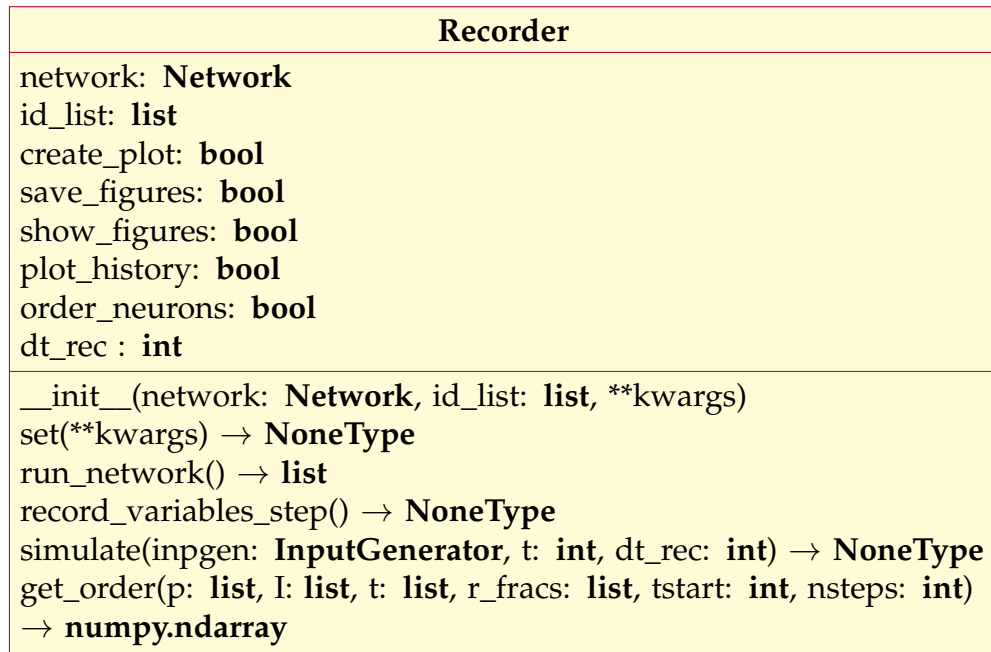 Recorder
network: Network
id_list: list
create_plot: bool
save_figures: bool
show_figures: bool
plot_history: bool
order_neurons: bool
dt_rec : int
__init__(network: Network, id_list: list, **kwargs)
set(**kwargs) → NoneType
run_network() → list
record_variables_step() → NoneType
simulate(inpgen: InputGenerator, t: int, dt_rec: int) → NoneType
get_order(p: list, I: list, t: list, r_fracs: list, tstart: int, nsteps: int)
→ numpy.ndarray